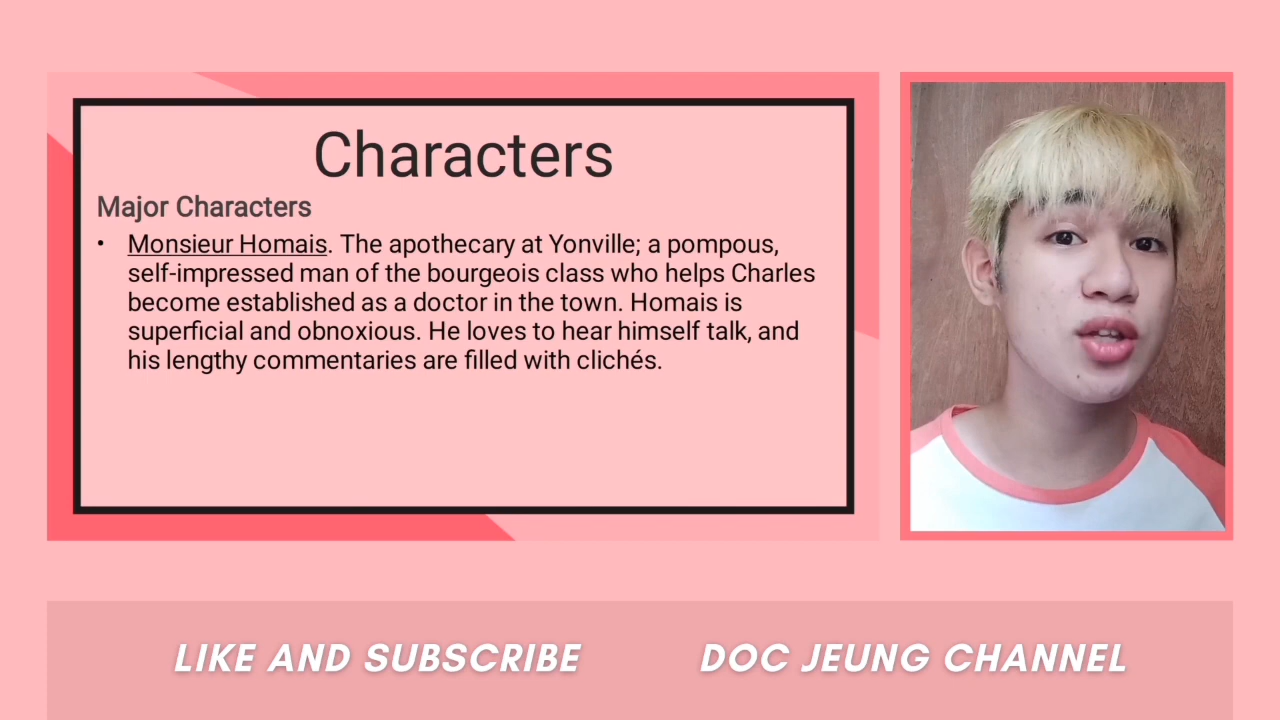 Characters
Major Characters
• Monsieur Homais. The apothecary at Yonville; a pompous,
self-impressed man of the bourgeois class who helps Charles
become established as a doctor in the town. Homais is
superficial and obnoxious. He loves to hear himself talk, and
his lengthy commentaries are filled with clichés.
LIKE AND SUBSCRIBE
DOC JEUNG CHANNEL